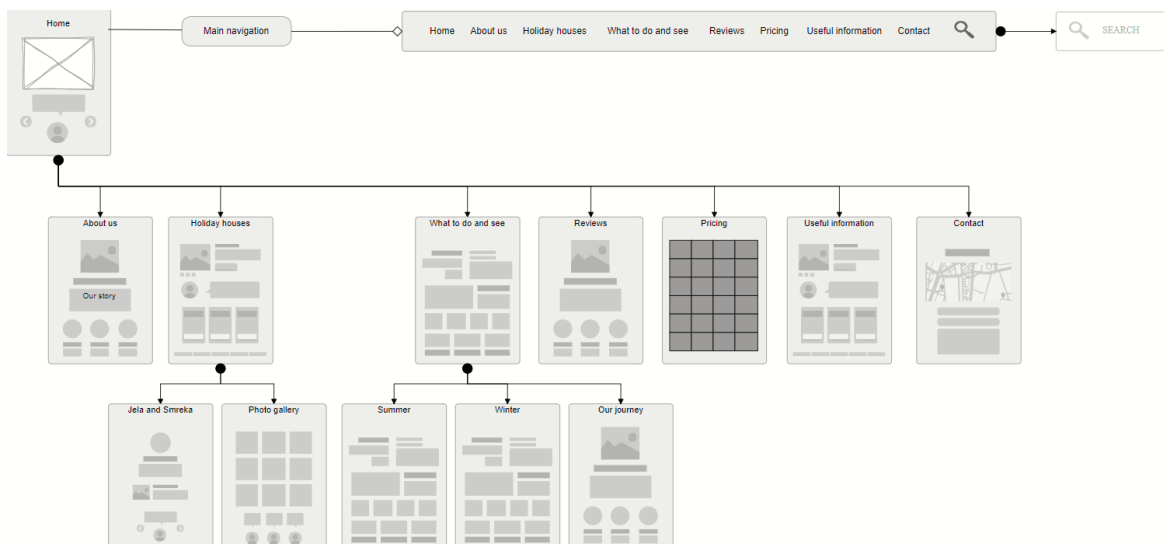 Home
Main navigation
Home About us Holiday houses What to do and see Reviews Pricing Useful information Contact
SEARCH
About us
Holiday houses
What to do and see
Reviews
Pricing
Useful information
Contact
Our story
Jela and Smreka
Photo gallery
Summer
Winter
Our journey